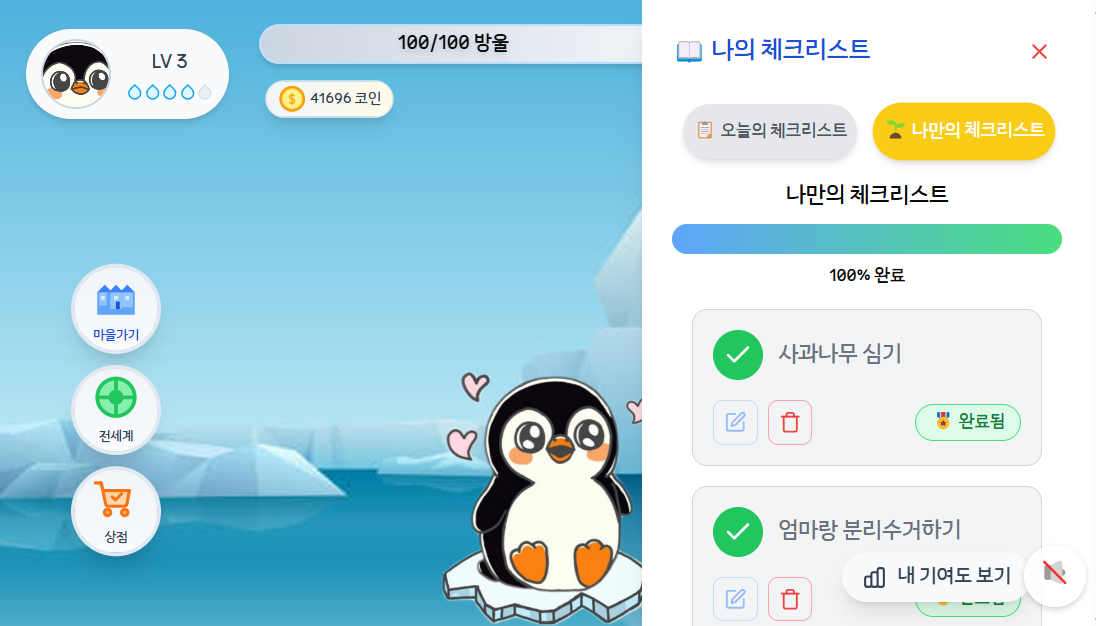 LV 3
100/100 방울
41696 코인
마을가기
전세계
상점
나의 체크리스트
오늘의 체크리스트
나만의 체크리스트
나만의 체크리스트
100% 완료
사과나무 심기
완료됨
엄마랑 분리수거하기
내 기여도 보기